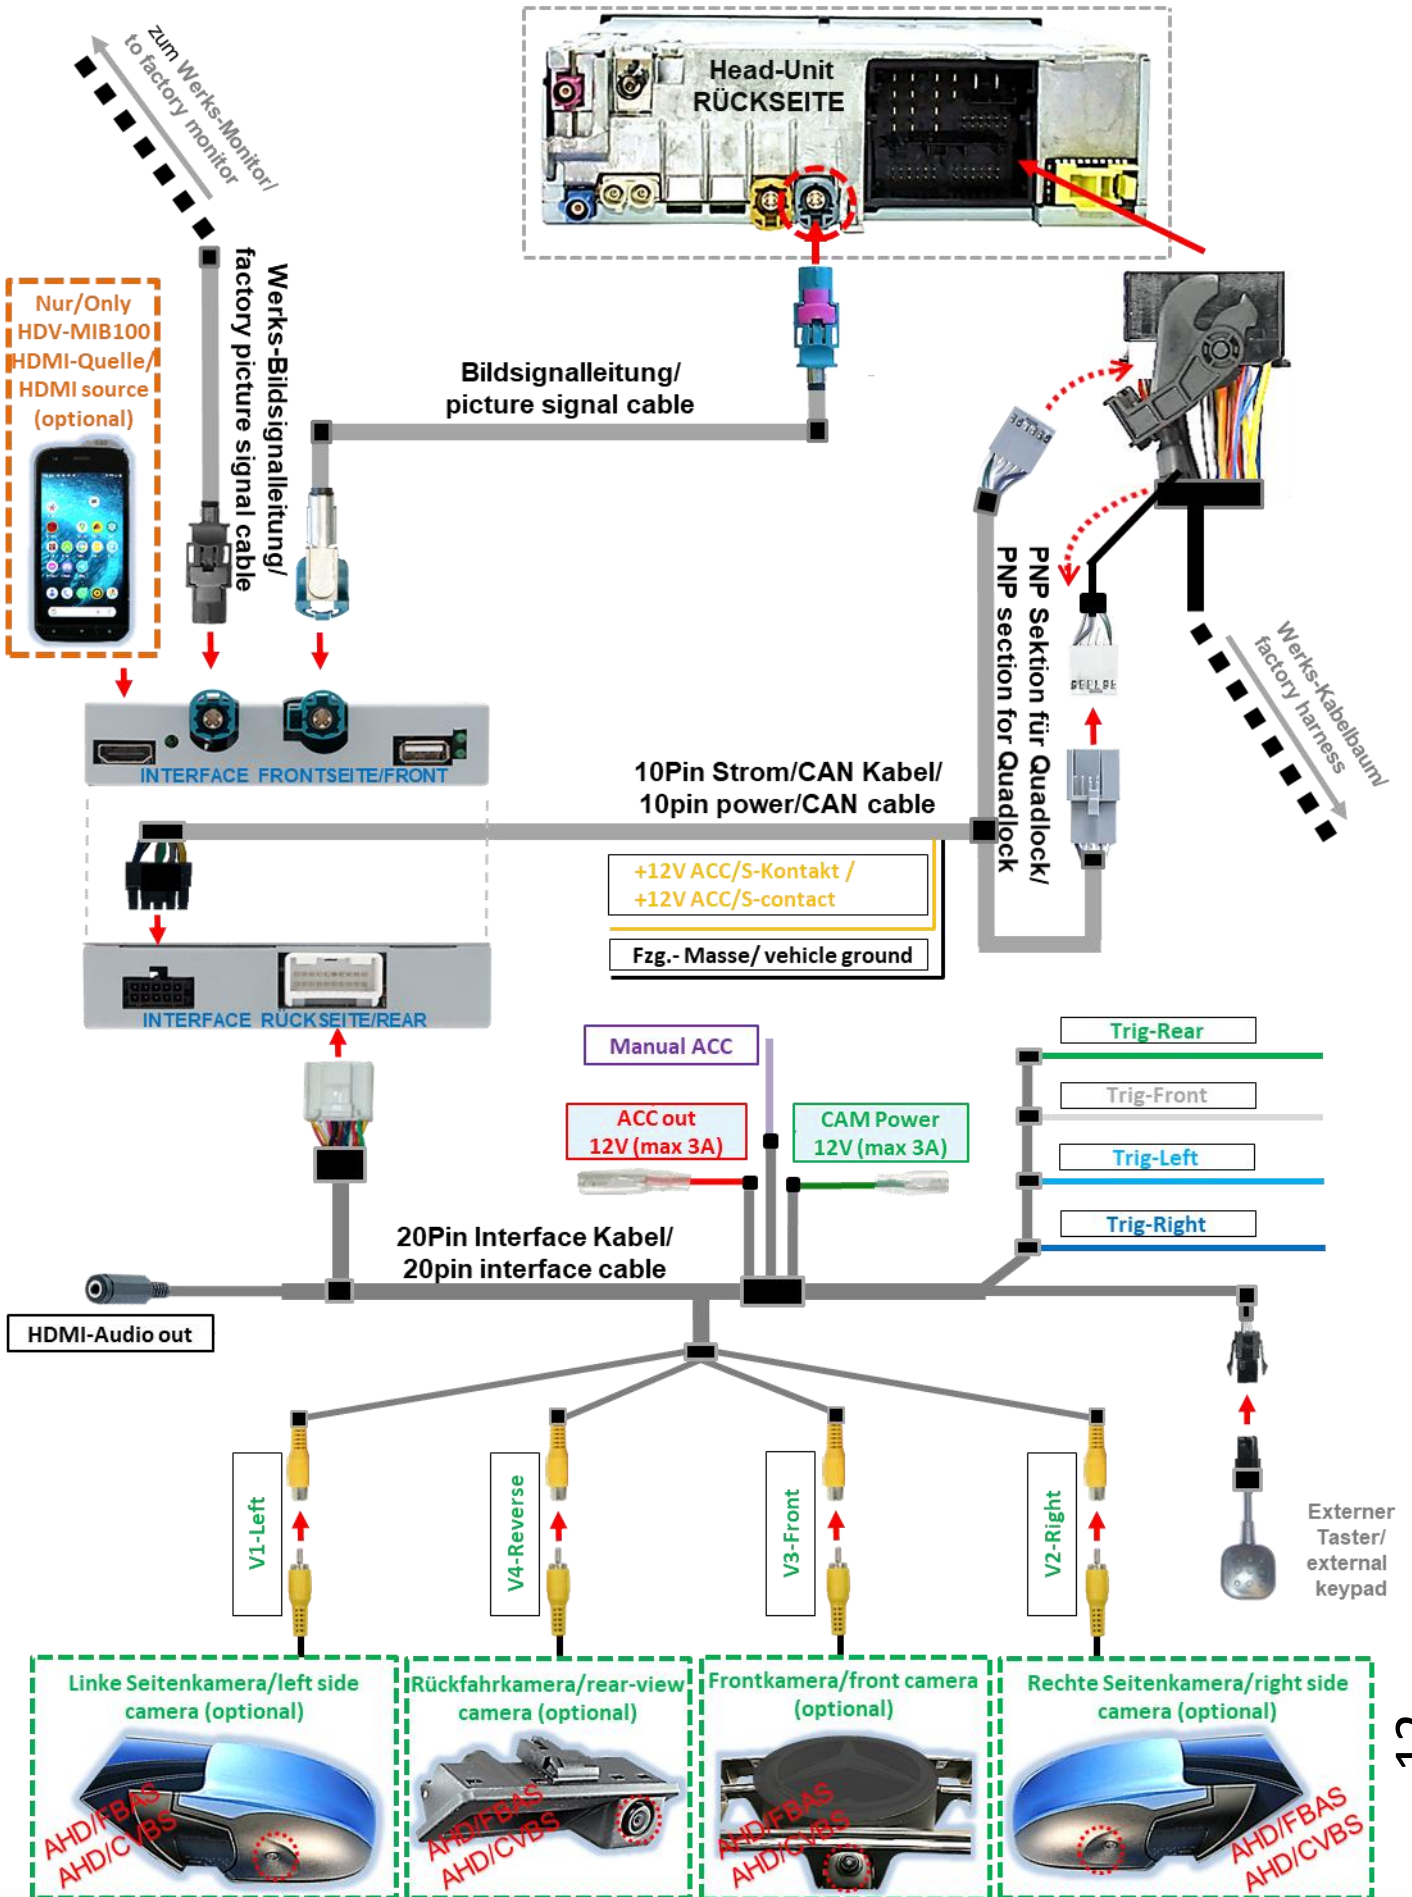 zum Werks-Monitor/
to factory monitor
Head-Unit
RÜCKSEITE
Nur/Only
HDV-MIB100
HDMI-Quelle/
HDMI source
(optional)
Werks-Bildsignalleitung/
factory picture signal cable
Bildsignalleitung/
picture signal cable
PNP Sektion für Quadlock/
PNP section for Quadlock
Werks-Kabelbaum/
factory harness
INTERFACE FRONTSEITE/FRONT
10Pin Strom/CAN Kabel/
10pin power/CAN cable
+12V ACC/S-Kontakt /
+12V ACC/S-contact
Fzg.- Masse/ vehicle ground
INTERFACE RÜCKSEITE/REAR
Manual ACC
ACC out
12V (max 3A)
CAM Power
12V (max 3A)
Trig-Rear
Trig-Front
Trig-Left
Trig-Right
20Pin Interface Kabel/
20pin interface cable
HDMI-Audio out
V1-Left
V4-Reverse
V3-Front
V2-Right
Externer
Taster/
external
keypad
Linke Seitenkamera/left side
camera (optional)
AHD/FBAS
AHD/CVBS
Rückfahrkamera/rear-view
camera (optional)
AHD/FBAS
AHD/CVBS
Frontkamera/front camera
(optional)
AHD/FBAS
AHD/CVBS
Rechte Seitenkamera/right side
camera (optional)
AHD/FBAS
AHD/CVBS